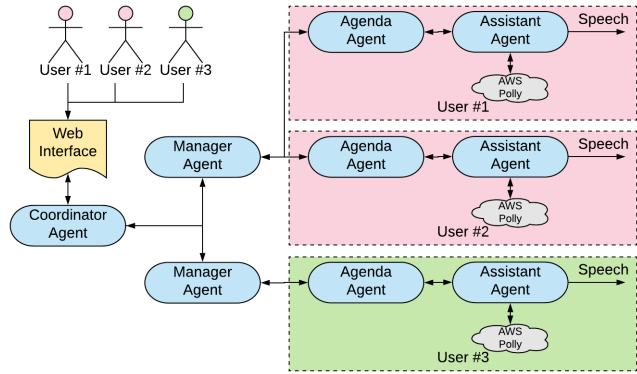 User #1 User #2 User #3
Web
Interface
Coordinator
Agent
Manager
Agent
Manager
Agent
Agenda
Agent
Assistant
Agent
Speech
AWS
Polly
User #1
Agenda
Agent
Assistant
Agent
Speech
AWS
Polly
User #2
Agenda
Agent
Assistant
Agent
Speech
AWS
Polly
User #3